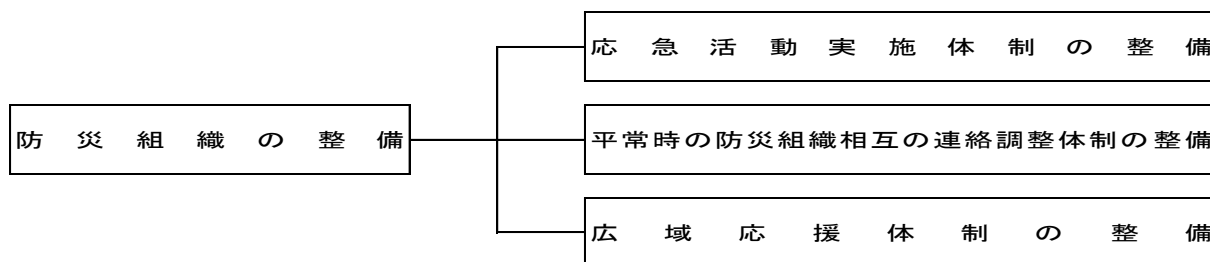 防災組織の整備
応急活動実施体制の整備
平常時の防災組織相互の連絡調整体制の整備
広域応援体制の整備